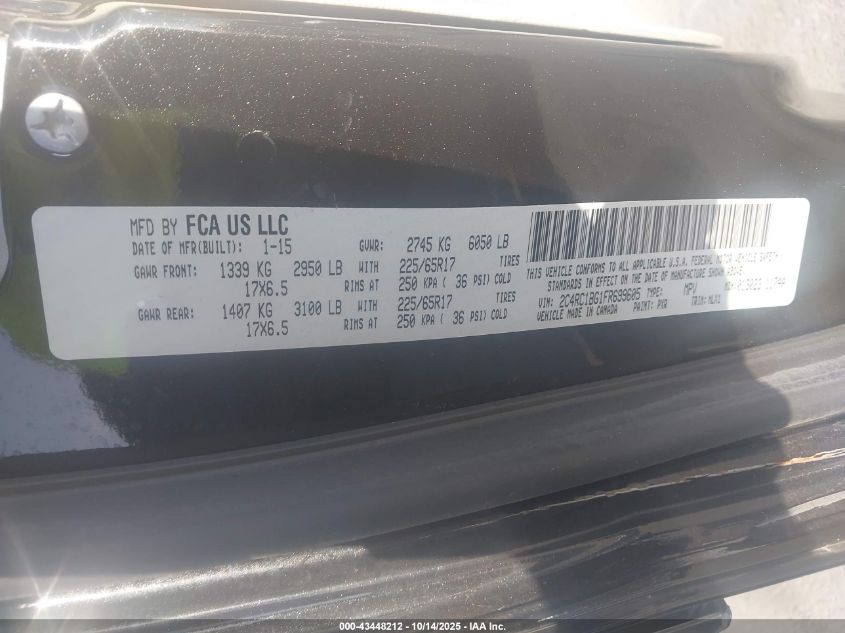 MFD BY FCA US LLC
DATE OF MFR(BUILT): 1-15 GVWR: 2745 KG 6050 LB
GAWR FRONT: 1339 KG 2950 LB WITH 225/65R17 TIRES
17X6.5 RIMS AT 250 KPA ( 36 PSI) COLD
GAWR REAR: 1407 KG 3100 LB WITH 225/65R17 TIRES
17X6.5 RIMS AT 250 KPA ( 36 PSI) COLD
THIS VEHICLE CONFORMS TO ALL APPLICABLE U.S.A. FEDERAL MOTOR VEHICLE SAFETY
STANDARDS IN EFFECT ON THE DATE OF MANUFACTURE SHOWN ABOVE.
VIN: 2C4RC1BG1FR699605 TYPE: MPV
VEHICLE MADE IN CANADA PAINT: PXR TRIM:
000-43448212 - 10/14/2025 - IAA Inc.